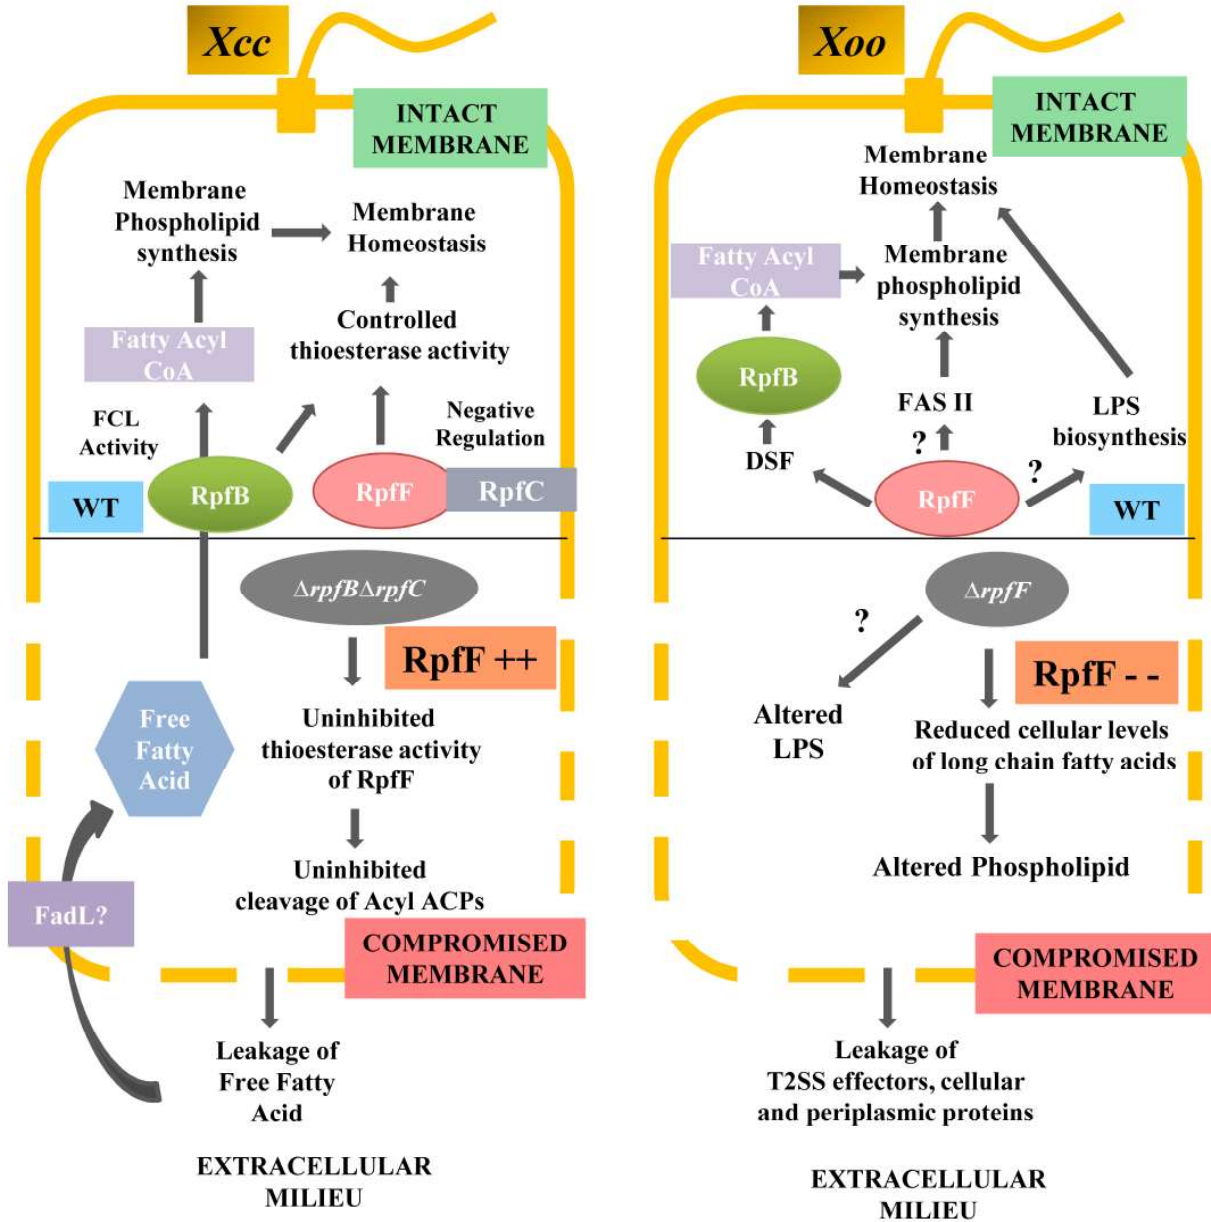 Xcc
INTACT
MEMBRANE
Membrane
Phospholipid
synthesis
Membrane
Homeostasis
Fatty Acyl
CoA
Controlled
thioesterase activity
FCL
Activity
Negative
Regulation
WT
RpfB
RpfF
RpfC
ΔrpfBΔrpfC
RpfF ++
Free
Fatty
Acid
Uninhibited
thioesterase activity
of RpfF
Uninhibited
cleavage of Acyl ACPs
FadL?
COMPROMISED
MEMBRANE
Leakage of
Free Fatty
Acid
EXTRACELLULAR
MILIEU
Xoo
INTACT
MEMBRANE
Membrane
Homeostasis
Fatty Acyl
CoA
Membrane
phospholipid
synthesis
RpfB
FAS II
LPS
biosynthesis
DSF
?
?
RpfF
WT
ΔrpfF
?
RpfF - -
Altered
LPS
Reduced cellular levels
of long chain fatty acids
Altered Phospholipid
COMPROMISED
MEMBRANE
Leakage of
T2SS effectors, cellular
and periplasmic proteins
EXTRACELLULAR
MILIEU